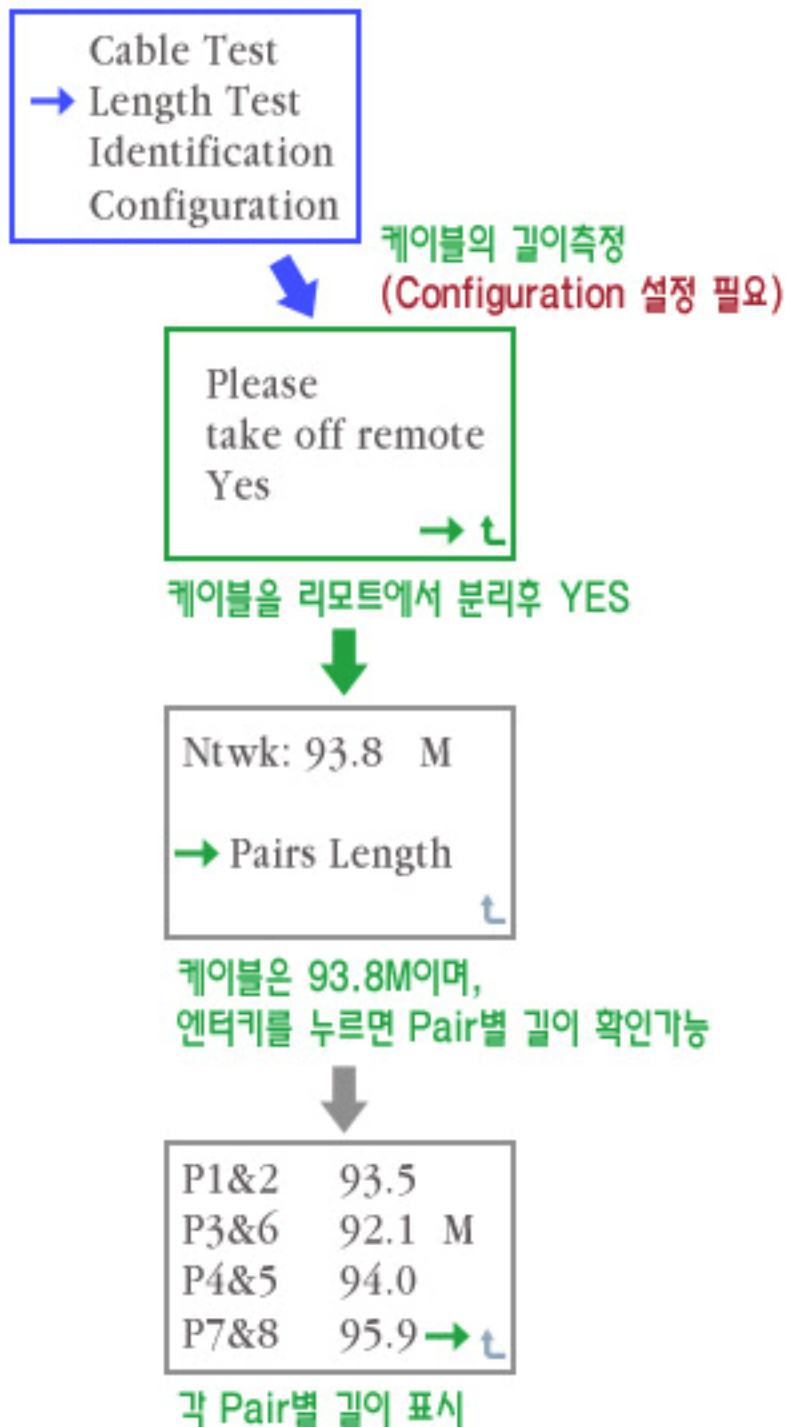 Cable Test
Length Test
Identification
Configuration
케이블의 길이측정
(Configuration 설정 필요)
Please
take off remote
Yes
케이블을 리모트에서 분리후 YES
Ntwk: 93.8 M
Pairs Length
케이블은 93.8M이며,
엔터키를 누르면 Pair별 길이 확인가능
P1&2 93.5
P3&6 92.1 M
P4&5 94.0
P7&8 95.9
각 Pair별 길이 표시